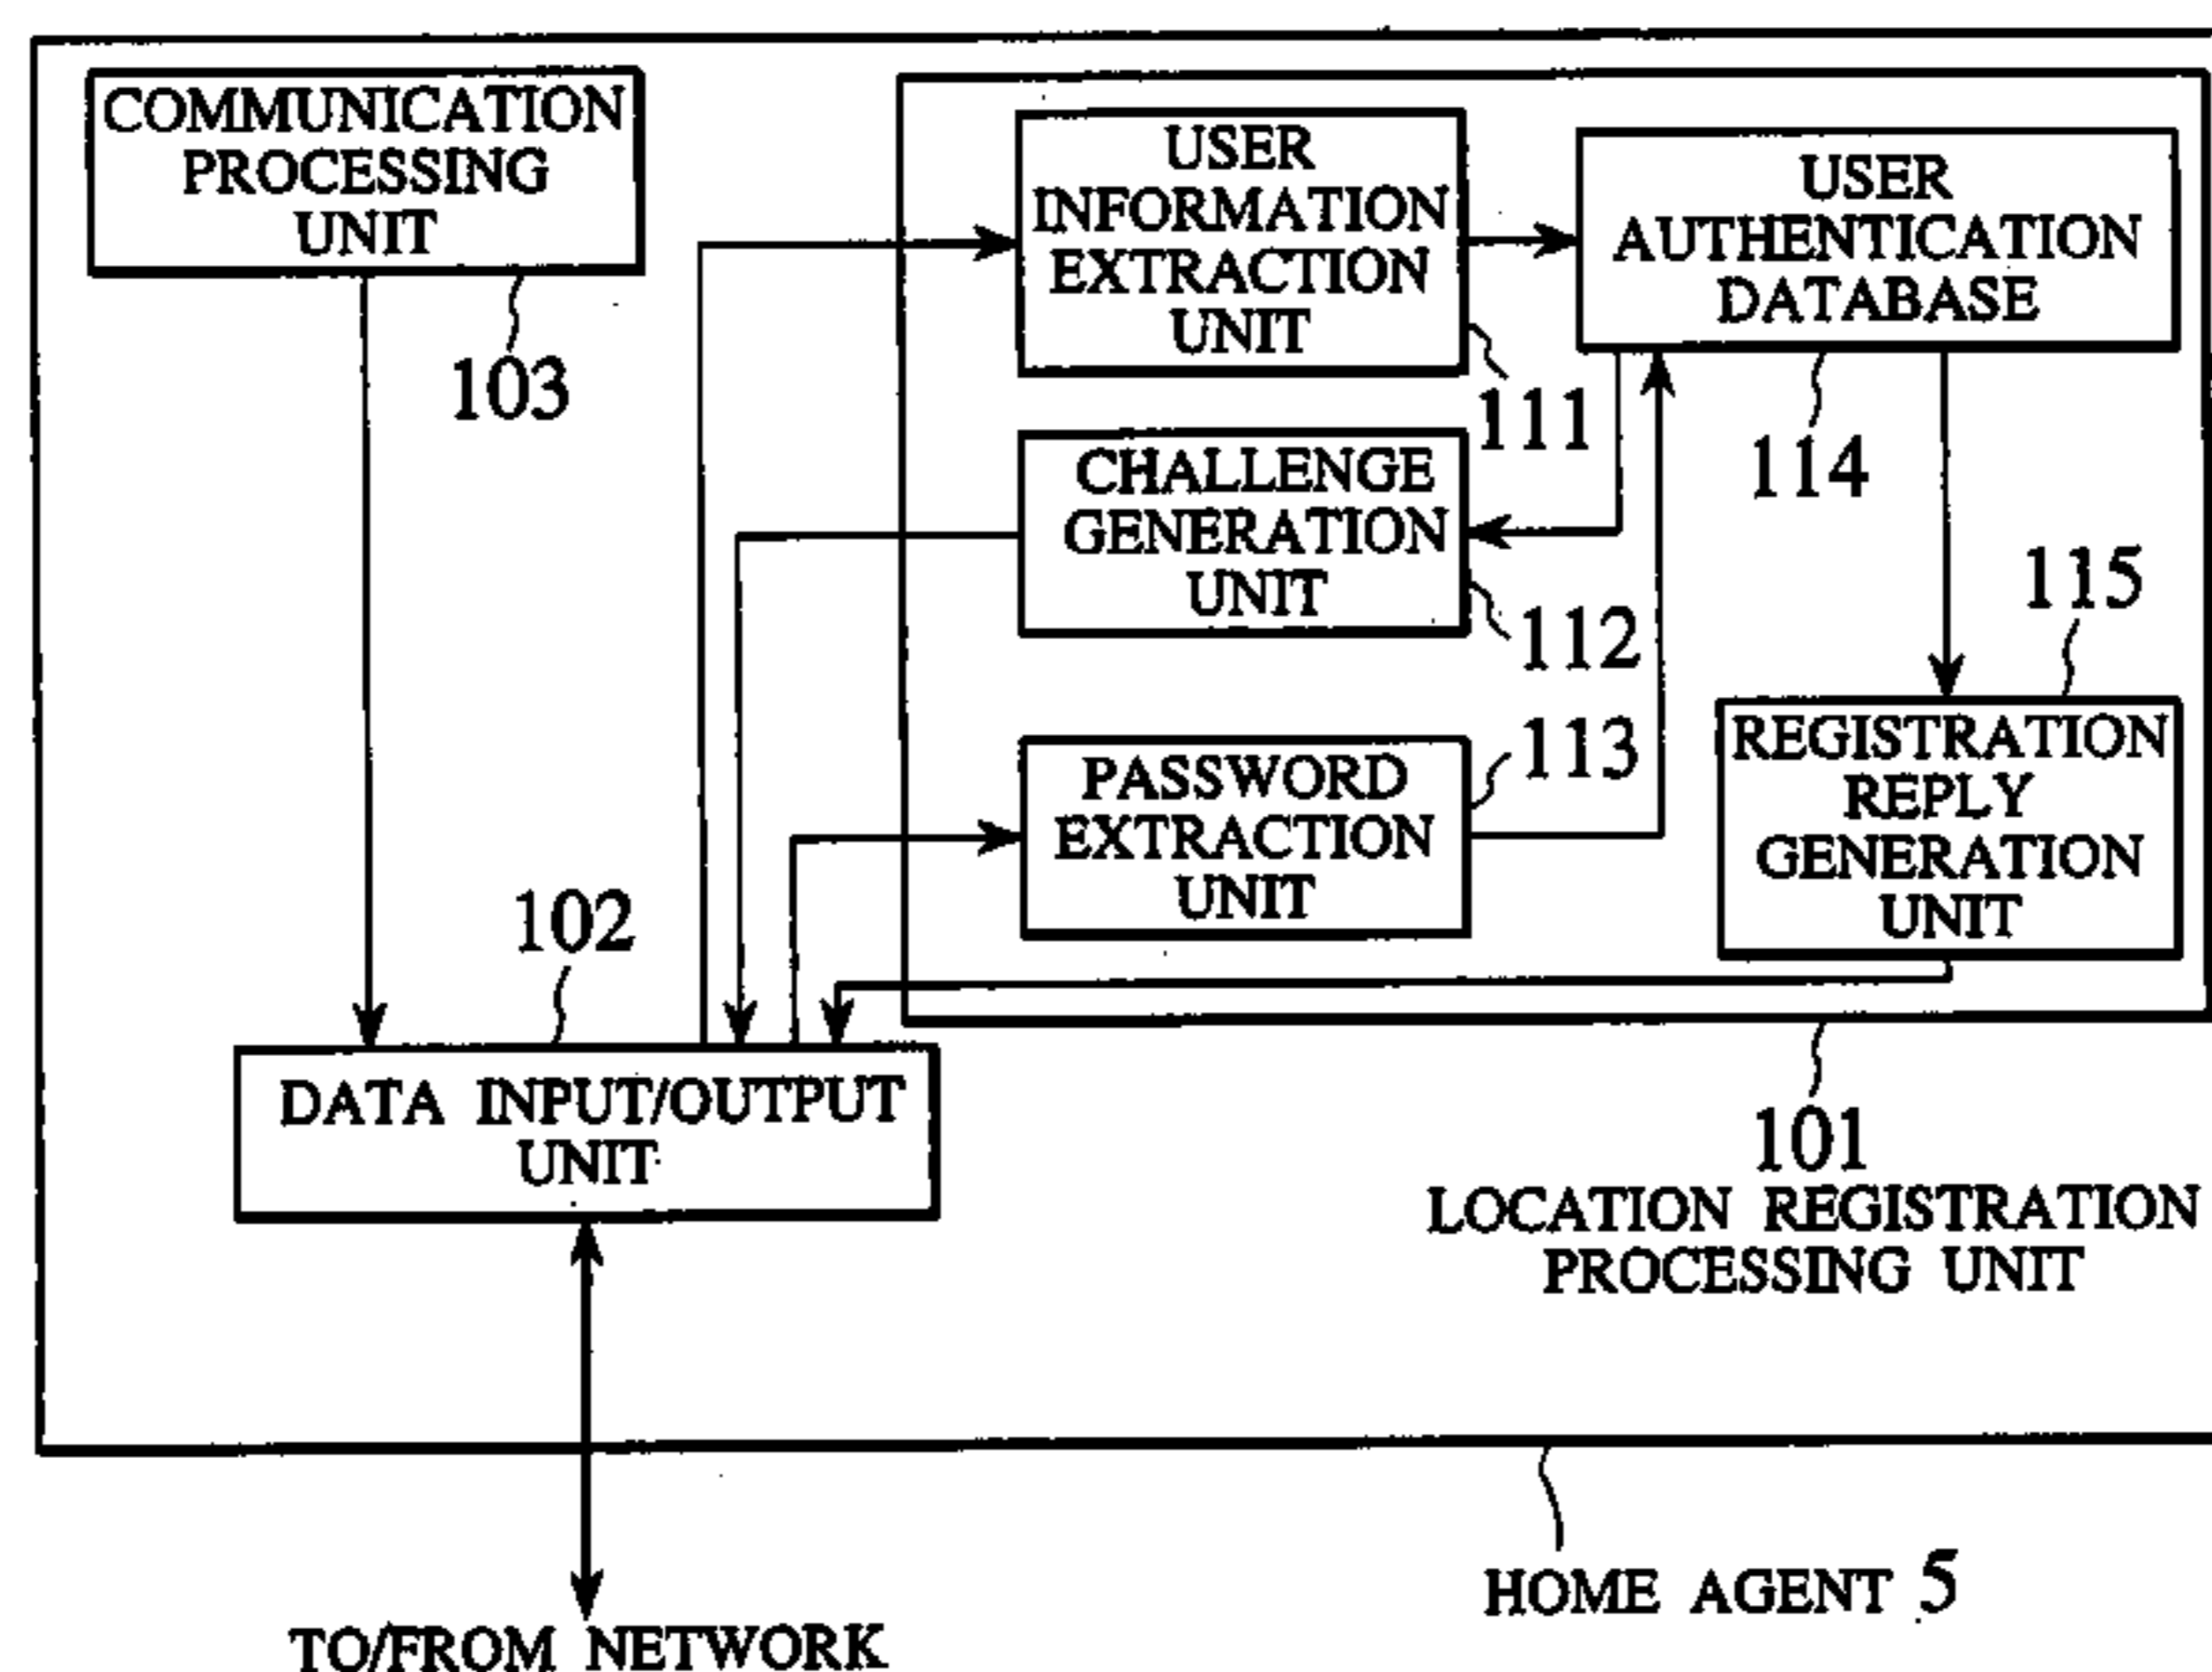 COMMUNICATION
PROCESSING
UNIT
103
USER
INFORMATION
EXTRACTION
UNIT
111
USER
AUTHENTICATION
DATABASE
114
CHALLENGE
GENERATION
UNIT
112
115
PASSWORD
EXTRACTION
UNIT
113
REGISTRATION
REPLY
GENERATION
UNIT
102
DATA INPUT/OUTPUT
UNIT
101
LOCATION REGISTRATION
PROCESSING UNIT
HOME AGENT 5
TO/FROM NETWORK